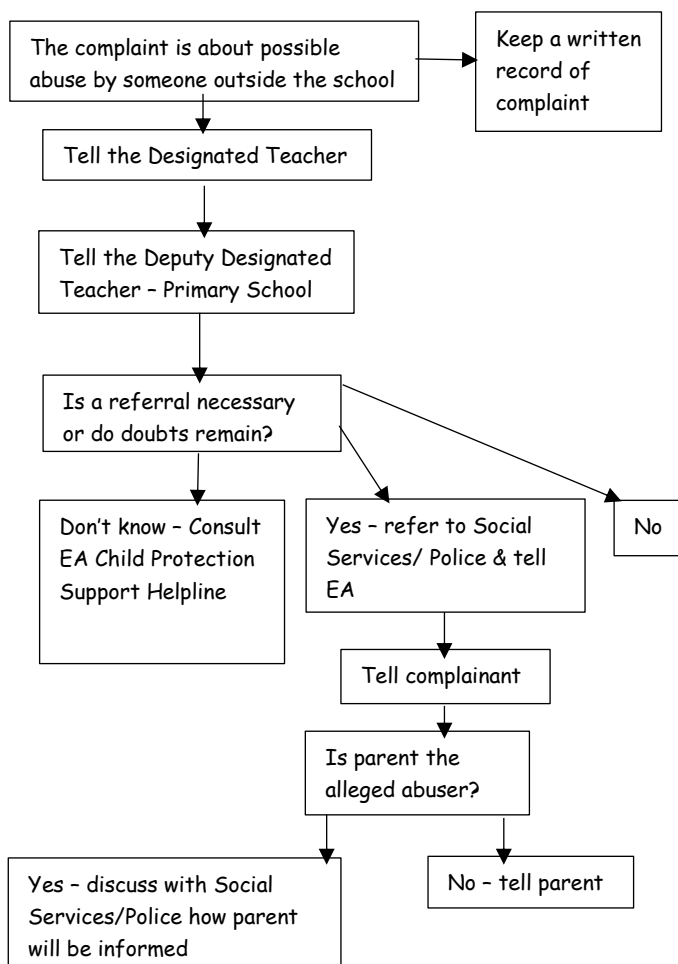 The complaint is about possible
abuse by someone outside the school
Keep a written
record of
complaint
Tell the Designated Teacher
Tell the Deputy Designated
Teacher – Primary School
Is a referral necessary
or do doubts remain?
Don't know – Consult
EA Child Protection
Support Helpline
Yes – refer to Social
Services/ Police & tell
EA
No
Tell complainant
Is parent the
alleged abuser?
Yes – discuss with Social
Services/Police how parent
will be informed
No – tell parent